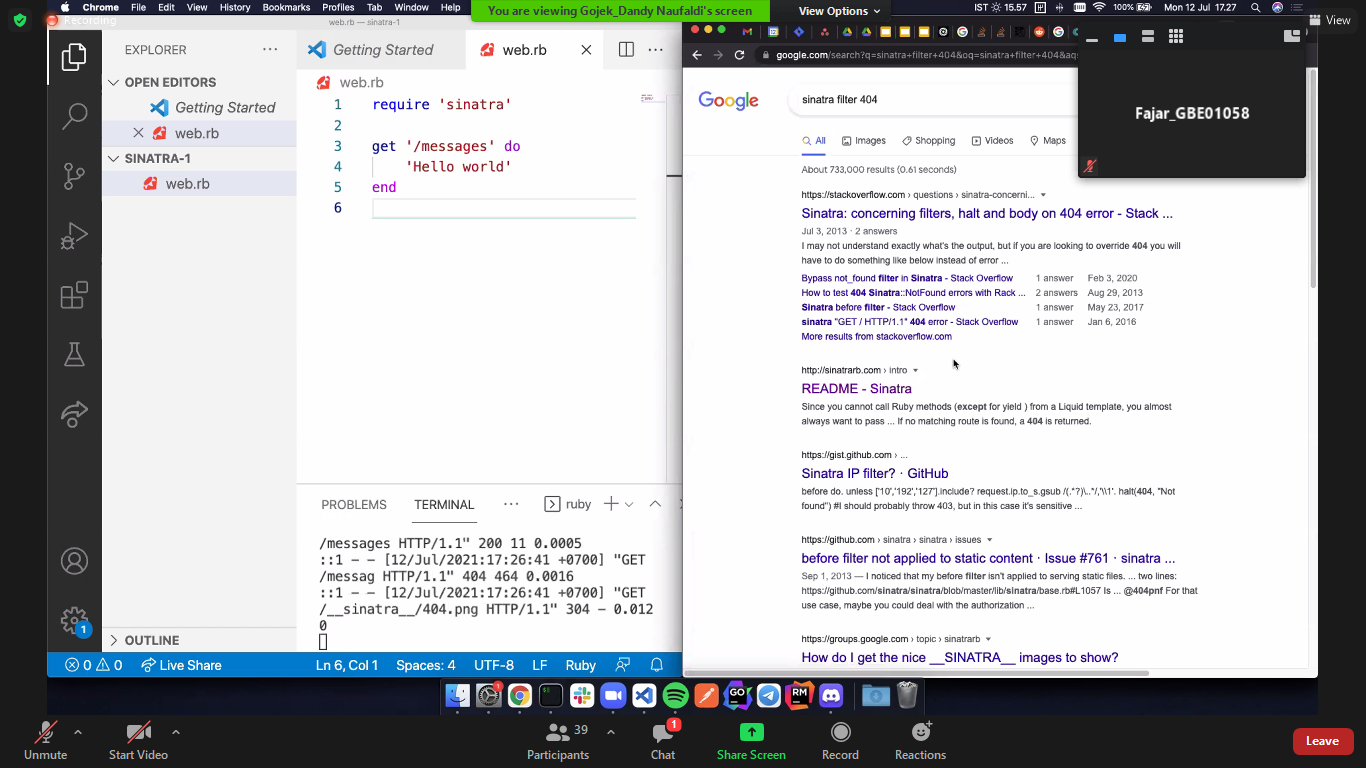 Chrome File Edit View History Bookmarks Profiles Tab Window Help
You are viewing Gojek_Dandy Naufaldi's screen
View Options
IST 15.57
100%
Mon 12 Jul 17.27
Recording
View
web.rb — sinatra-1
EXPLORER
OPEN EDITORS
Getting Started
web.rb
SINATRA-1
web.rb
OUTLINE
Getting Started
web.rb
web.rb
1 require 'sinatra'
2
3 get '/messages' do
4 'Hello world'
5 end
6
PROBLEMS TERMINAL ... ruby
/messages HTTP/1.1" 200 11 0.0005
::1 - - [12/Jul/2021:17:26:41 +0700] "GET
/messag HTTP/1.1" 404 464 0.0016
::1 - - [12/Jul/2021:17:26:41 +0700] "GET
/__sinatra__/404.png HTTP/1.1" 304 - 0.012
0
1
0 0 Live Share Ln 6, Col 1 Spaces: 4 UTF-8 LF Ruby
google.com/search?q=sinatra+filter+404&oq=sinatra+filter+404&aq
Google
sinatra filter 404
All Images Shopping Videos Maps
Fajar_GBE01058
About 733,000 results (0.61 seconds)
https://stackoverflow.com › questions › sinatra-concerni...
Sinatra: concerning filters, halt and body on 404 error - Stack ...
Jul 3, 2013 · 2 answers
I may not understand exactly what's the output, but if you are looking to override 404 you will
have to do something like below instead of error ...
Bypass not_found filter in Sinatra - Stack Overflow 1 answer Feb 3, 2020
How to test 404 Sinatra::NotFound errors with Rack ... 2 answers Aug 29, 2013
Sinatra before filter - Stack Overflow 1 answer May 23, 2017
sinatra "GET / HTTP/1.1" 404 error - Stack Overflow 1 answer Jan 6, 2016
More results from stackoverflow.com
http://sinatrarb.com › intro
README - Sinatra
Since you cannot call Ruby methods (except for yield ) from a Liquid template, you almost
always want to pass ... If no matching route is found, a 404 is returned.
https://gist.github.com › ...
Sinatra IP filter? · GitHub
before do. unless ['10','192','127'].include? request.ip.to_s.gsub /(.*?)\..*/,'\\1'. halt(404, "Not
found") #I should probably throw 403, but in this case it's sensitive ...
https://github.com › sinatra › sinatra › issues
before filter not applied to static content · Issue #761 · sinatra ...
Sep 1, 2013 — I noticed that my before filter isn't applied to serving static files. ... two lines:
https://github.com/sinatra/sinatra/blob/master/lib/sinatra/base.rb#L1057 Is ... @404pnf For that
use case, maybe you could deal with the authorization ...
https://groups.google.com › topic › sinatrarb
How do I get the nice __SINATRA__ images to show?
1
GO
RM
Unmute
Start Video
Participants
39
Chat
1
Share Screen
Record
Reactions
Leave